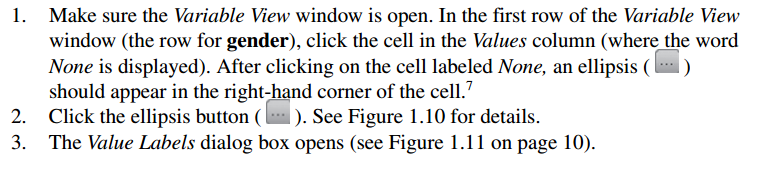 1. Make sure the Variable View window is open. In the first row of the Variable View
window (the row for gender), click the cell in the Values column (where the word
None is displayed). After clicking on the cell labeled None, an ellipsis ( ... )
should appear in the right-hand corner of the cell.7
2. Click the ellipsis button ( ... ). See Figure 1.10 for details.
3. The Value Labels dialog box opens (see Figure 1.11 on page 10).